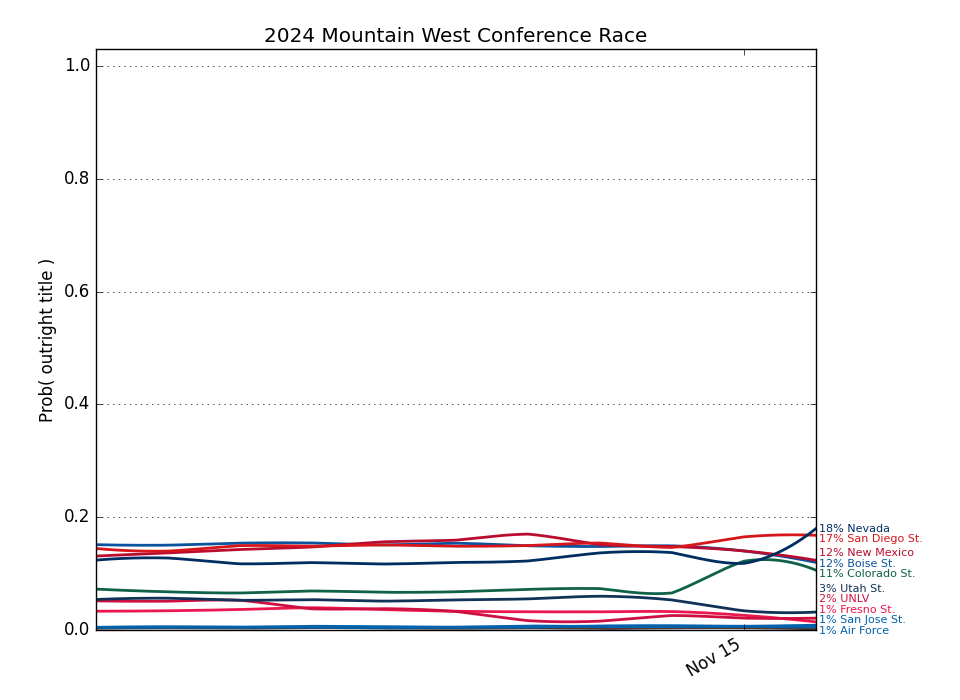 2024 Mountain West Conference Race
Prob( outright title )
1.0
0.8
0.6
0.4
0.2
0.0
Nov 15
18% Nevada
17% San Diego St.
12% New Mexico
12% Boise St.
11% Colorado St.
3% Utah St.
2% UNLV
1% Fresno St.
1% San Jose St.
1% Air Force